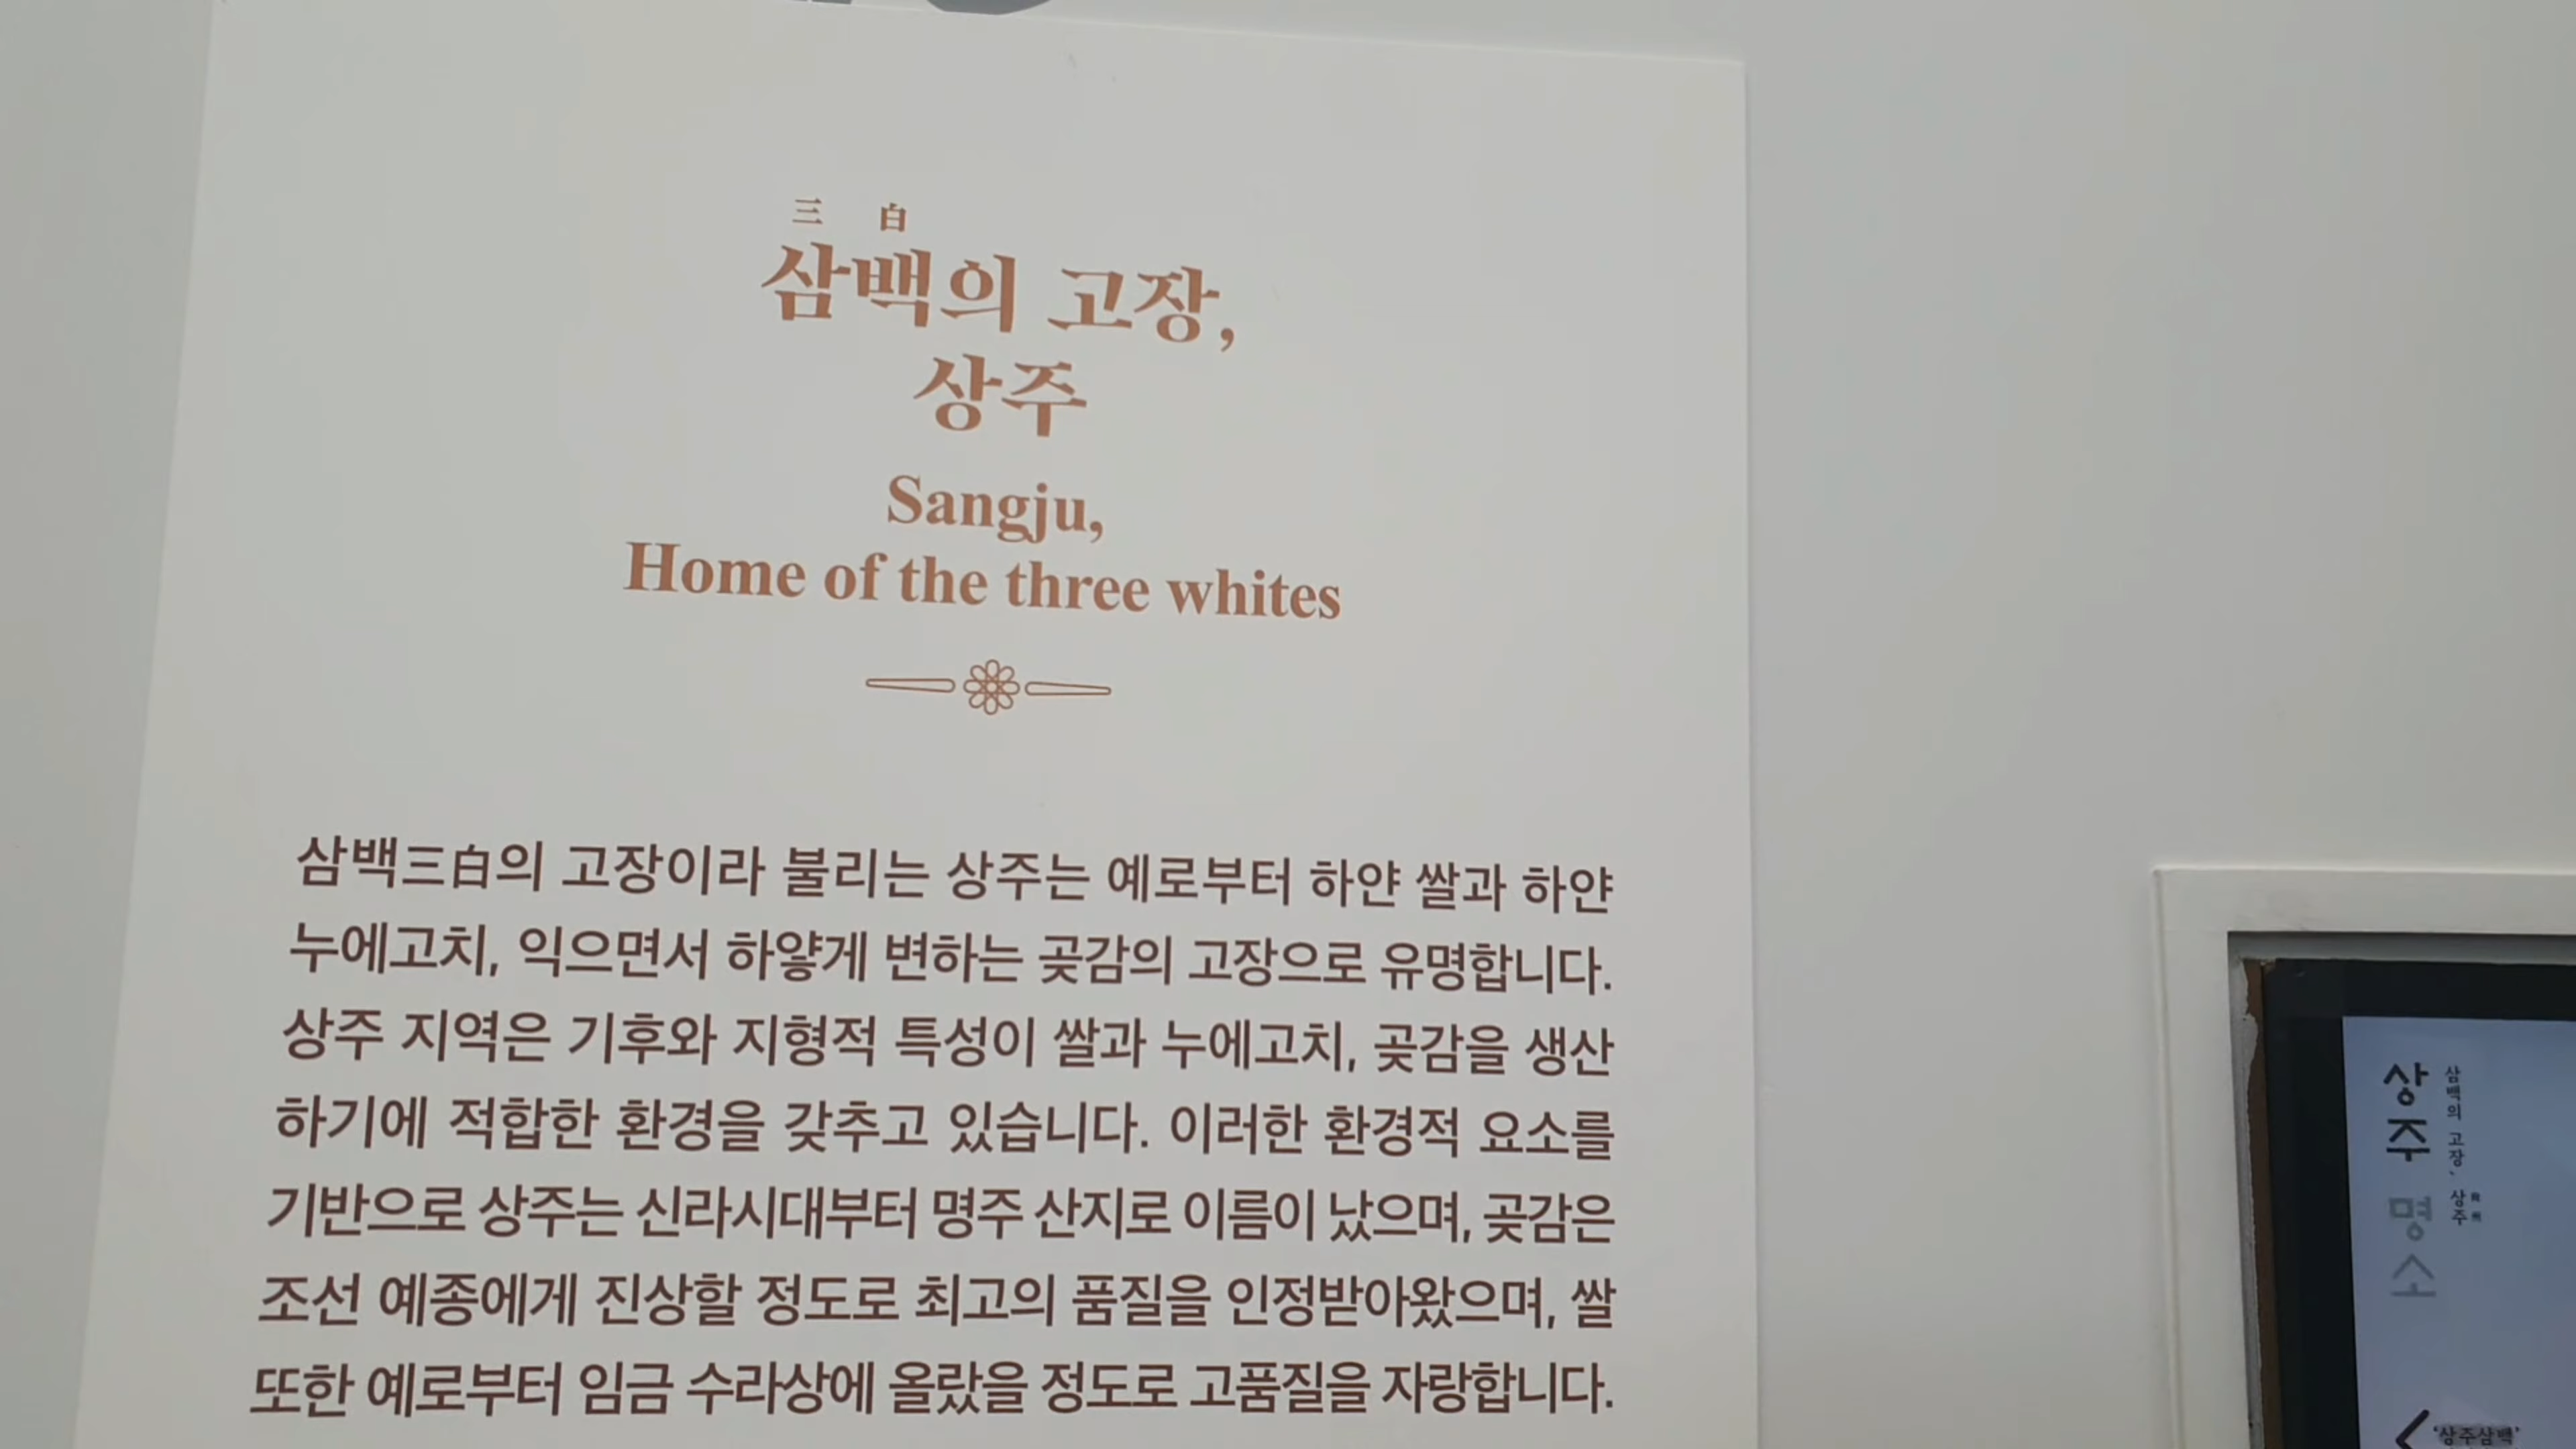 三 白
삼백의 고장,
상주
Sangju,
Home of the three whites
삼백三白의 고장이라 불리는 상주는 예로부터 하얀 쌀과 하얀
누에고치, 익으면서 하얗게 변하는 곶감의 고장으로 유명합니다.
상주 지역은 기후와 지형적 특성이 쌀과 누에고치, 곶감을 생산
하기에 적합한 환경을 갖추고 있습니다. 이러한 환경적 요소를
기반으로 상주는 신라시대부터 명주 산지로 이름이 났으며, 곶감은
조선 예종에게 진상할 정도로 최고의 품질을 인정받아왔으며, 쌀
또한 예로부터 임금 수라상에 올랐을 정도로 고품질을 자랑합니다.
삼백의 고장, 상주
상주 명소
'상주삼백'